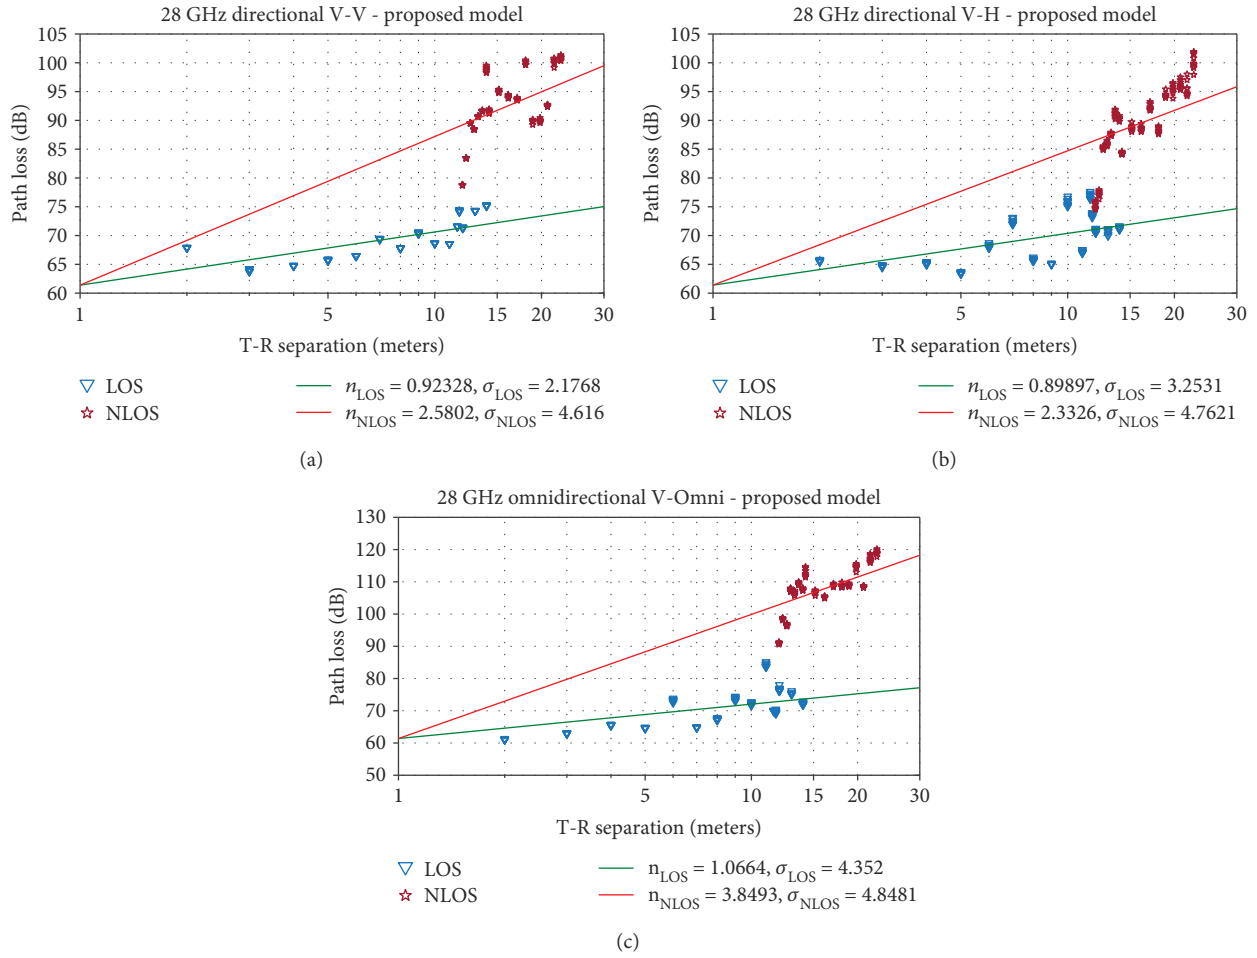 28 GHz directional V-V - proposed model
Path loss (dB)
105
100
95
90
85
80
75
70
65
60
1 5 10 15 20 30
T-R separation (meters)
LOS
NLOS
n_LOS = 0.92328, σ_LOS = 2.1768
n_NLOS = 2.5802, σ_NLOS = 4.616
(a)
28 GHz directional V-H - proposed model
Path loss (dB)
105
100
95
90
85
80
75
70
65
60
1 5 10 15 20 30
T-R separation (meters)
LOS
NLOS
n_LOS = 0.89897, σ_LOS = 3.2531
n_NLOS = 2.3326, σ_NLOS = 4.7621
(b)
28 GHz omnidirectional V-Omni - proposed model
Path loss (dB)
130
120
110
100
90
80
70
60
50
1 5 10 15 20 30
T-R separation (meters)
LOS
NLOS
n_LOS = 1.0664, σ_LOS = 4.352
n_NLOS = 3.8493, σ_NLOS = 4.8481
(c)